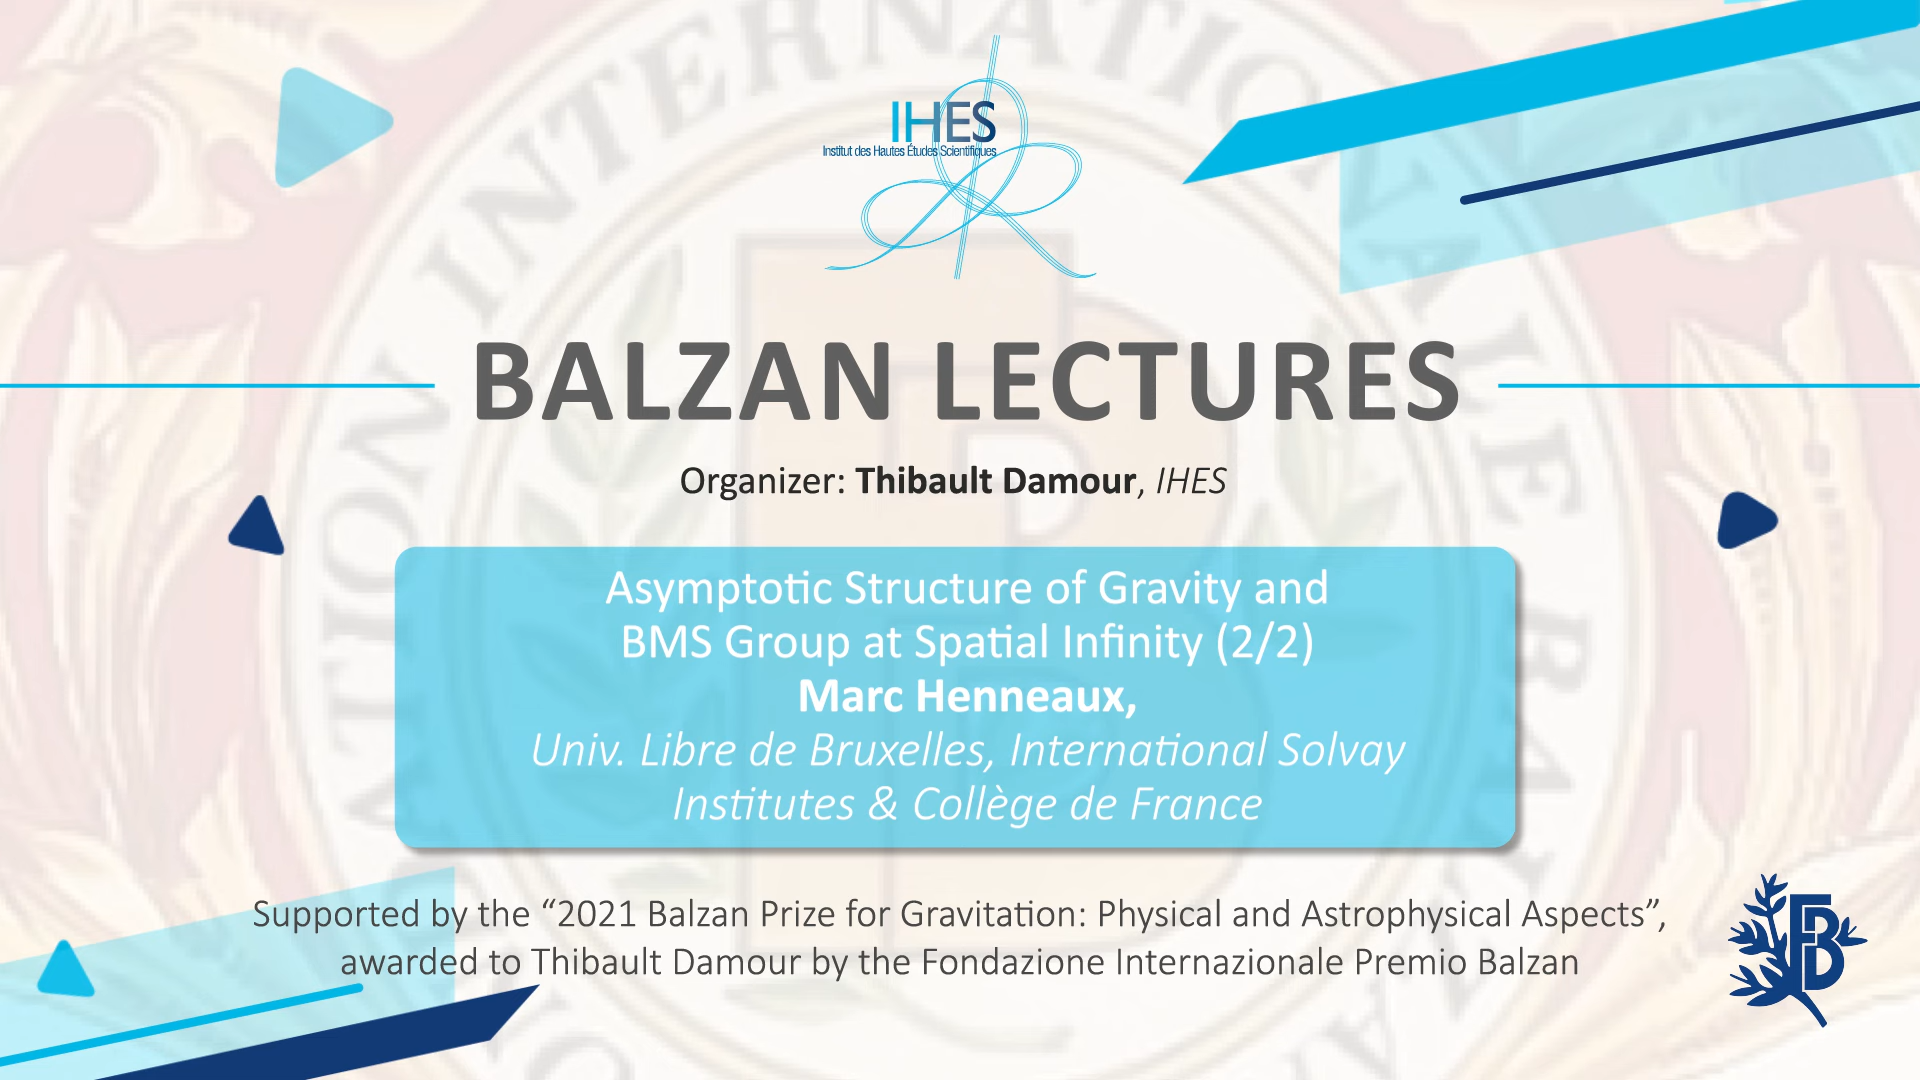 IHES
Institut des Hautes Études Scientifiques
BALZAN LECTURES
Organizer: Thibault Damour, IHES
Asymptotic Structure of Gravity and
BMS Group at Spatial Infinity (2/2)
Marc Henneaux,
Univ. Libre de Bruxelles, International Solvay
Institutes & Collège de France
Supported by the “2021 Balzan Prize for Gravitation: Physical and Astrophysical Aspects”,
awarded to Thibault Damour by the Fondazione Internazionale Premio Balzan